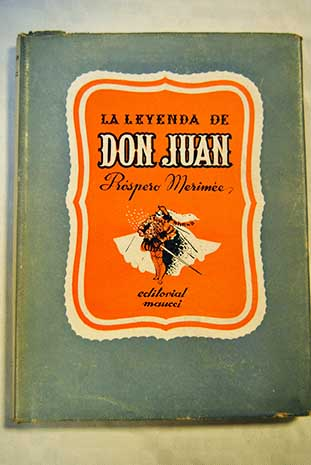 LA LEYENDA DE
DON JUAN
Próspero Merimée
editorial
maucci